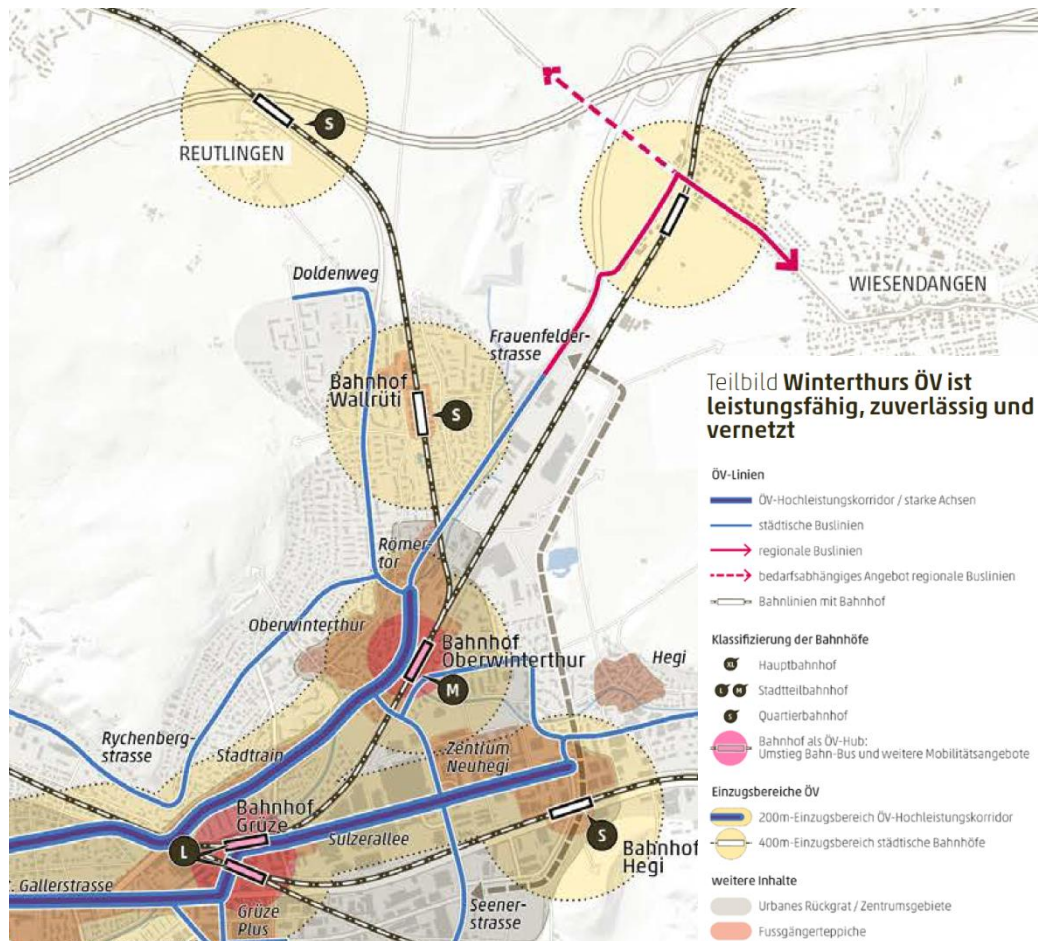 S
REUTLINGEN
WIESENDANGEN
Doldenweg
Frauenfelder-
strasse
Bahnhof
Wallrüti
S
Römer-
tor
Oberwinterthur
Bahnhof
Oberwinterthur
M
Hegi
Rychenberg-
strasse
Stadtrain
Zentrum
Neuhegi
Bahnhof
Grüze
L
Sulzerallee
S
Bahnhof
Hegi
. Gallerstrasse
Grüze
Plus
Seener-
strasse
Teilbild Winterthurs ÖV ist
leistungsfähig, zuverlässig und
vernetzt
ÖV-Linien
ÖV-Hochleistungskorridor / starke Achsen
städtische Buslinien
regionale Buslinien
bedarfsabhängiges Angebot regionale Buslinien
Bahnlinien mit Bahnhof
Klassifizierung der Bahnhöfe
XL Hauptbahnhof
L M Stadtteilbahnhof
S Quartierbahnhof
Bahnhof als ÖV-Hub:
Umstieg Bahn-Bus und weitere Mobilitätsangebote
Einzugsbereiche ÖV
200m-Einzugsbereich ÖV-Hochleistungskorridor
400m-Einzugsbereich städtische Bahnhöfe
weitere Inhalte
Urbanes Rückgrat / Zentrumsgebiete
Fussgängerteppiche